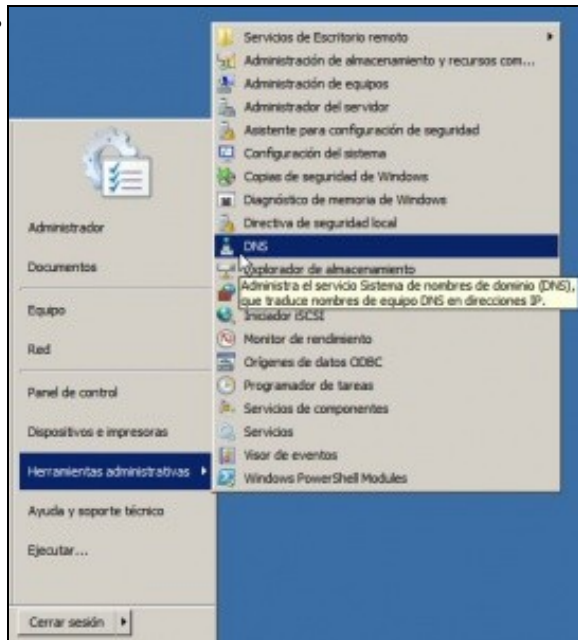 Servicios de Escritorio remoto
Administración de almacenamiento y recursos com...
Administración de equipos
Administrador del servidor
Asistente para configuración de seguridad
Configuración del sistema
Copias de seguridad de Windows
Diagnóstico de memoria de Windows
Directiva de seguridad local
DNS
Explorador de almacenamiento
Administra el servicio Sistema de nombres de dominio (DNS),
que traduce nombres de equipo DNS en direcciones IP.
Iniciador iSCSI
Monitor de rendimiento
Orígenes de datos ODBC
Programador de tareas
Servicios de componentes
Servicios
Visor de eventos
Windows PowerShell Modules
Administrador
Documentos
Equipo
Red
Panel de control
Dispositivos e impresoras
Herramientas administrativas
Ayuda y soporte técnico
Ejecutar...
Cerrar sesión